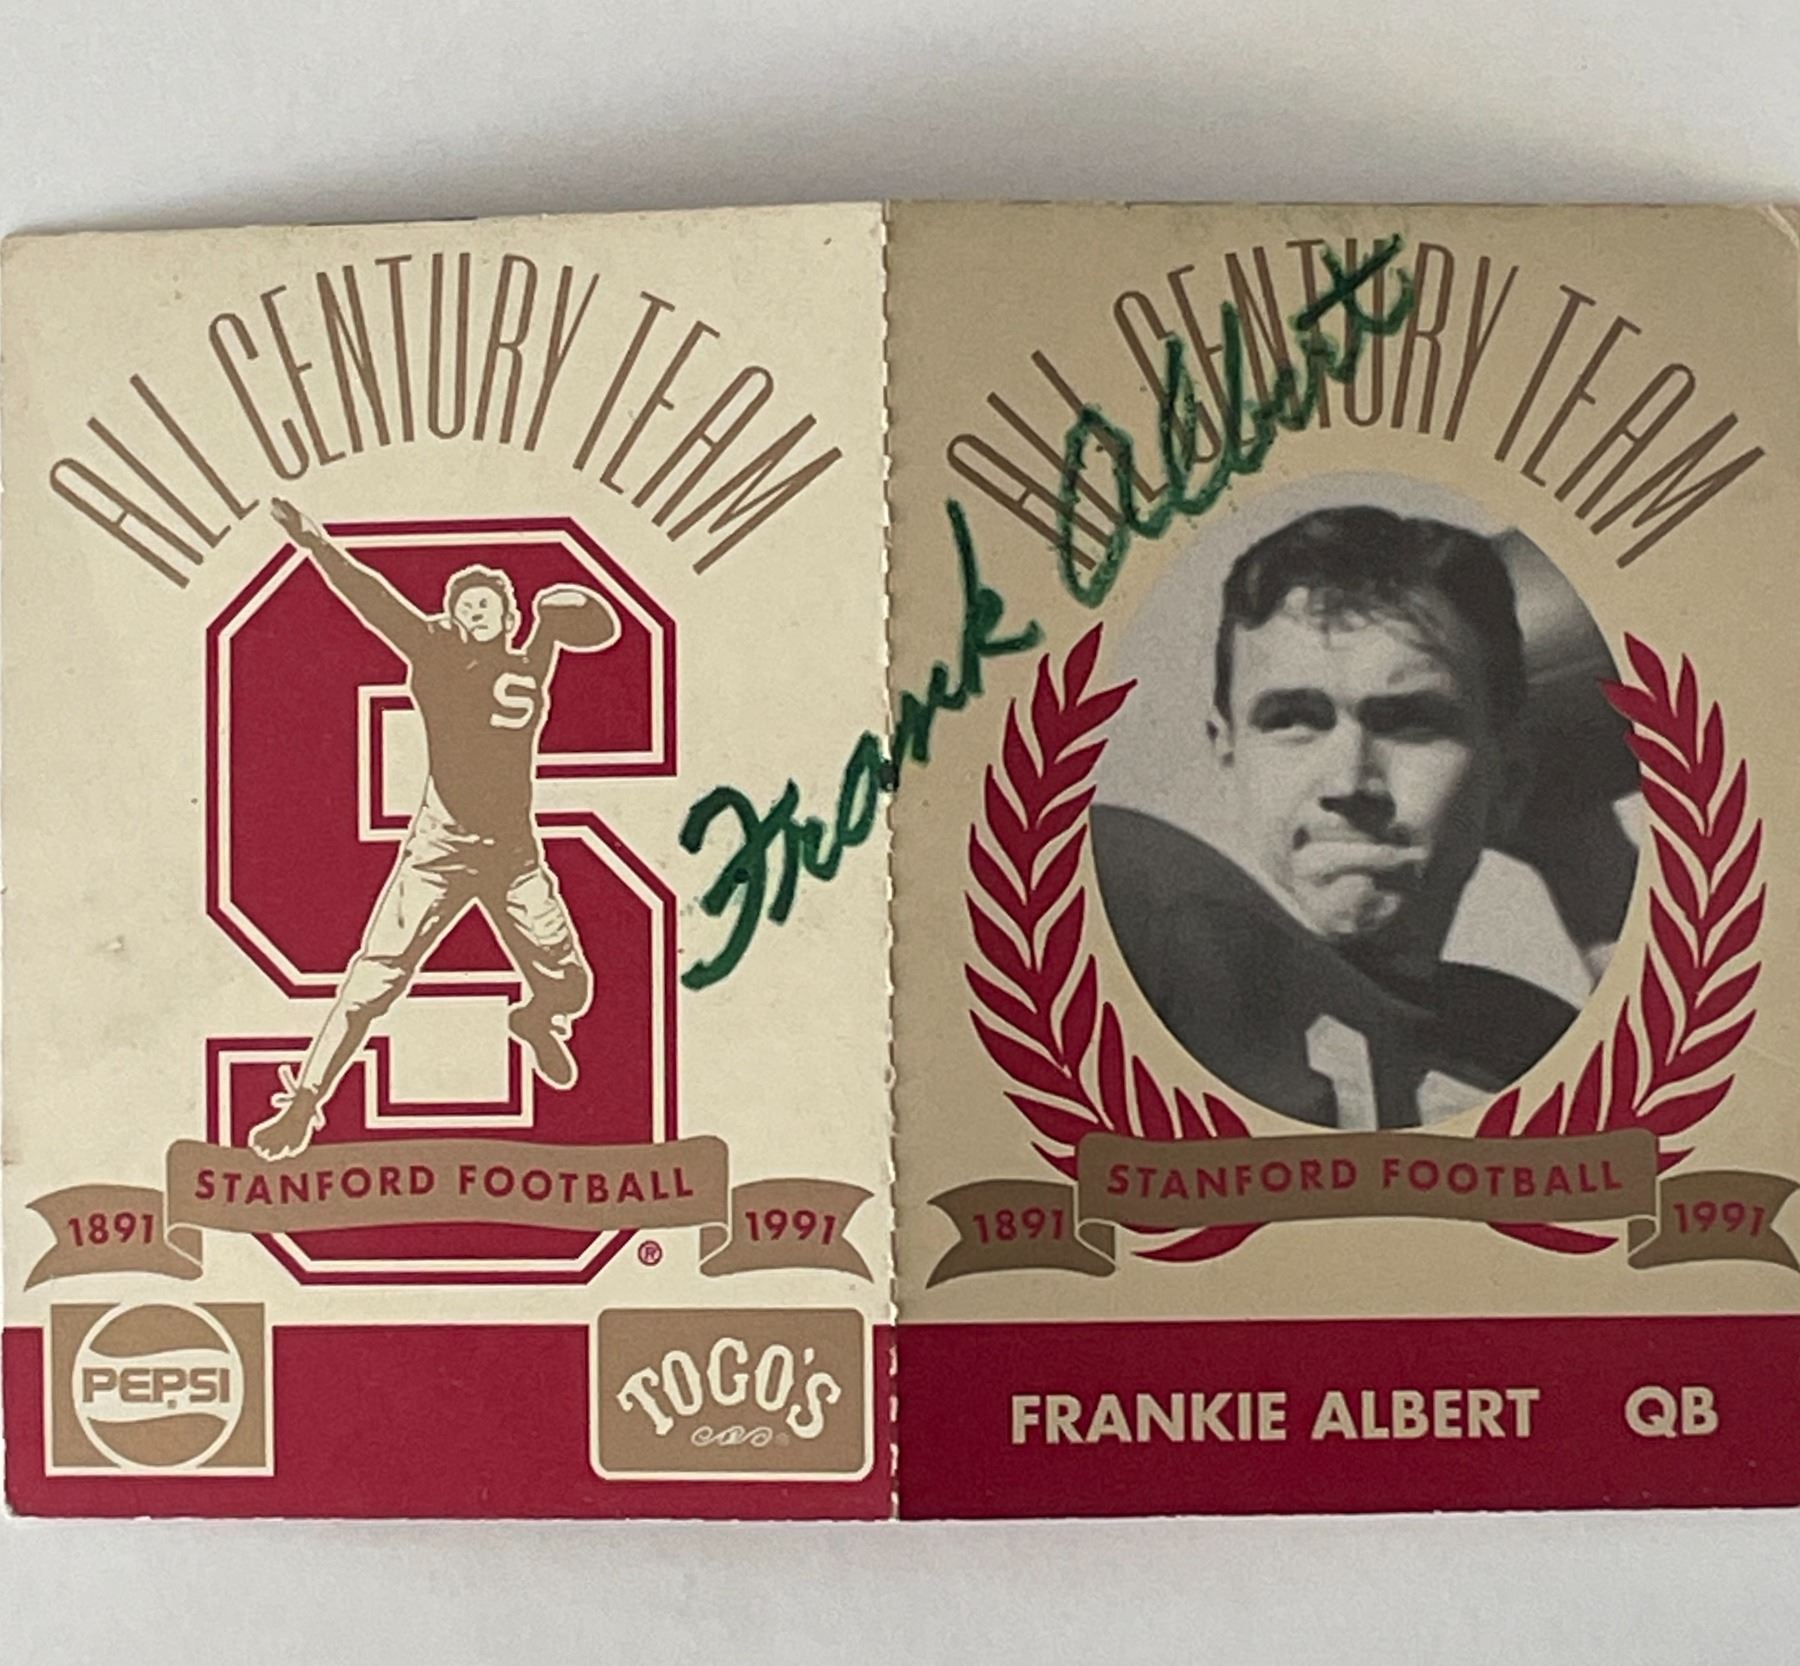 ALL CENTURY TEAM
S
STANFORD FOOTBALL
1891 1991
®
PEPSI
TOGO'S
Frank Albert
ALL CENTURY TEAM
STANFORD FOOTBALL
1891 1991
FRANKIE ALBERT QB